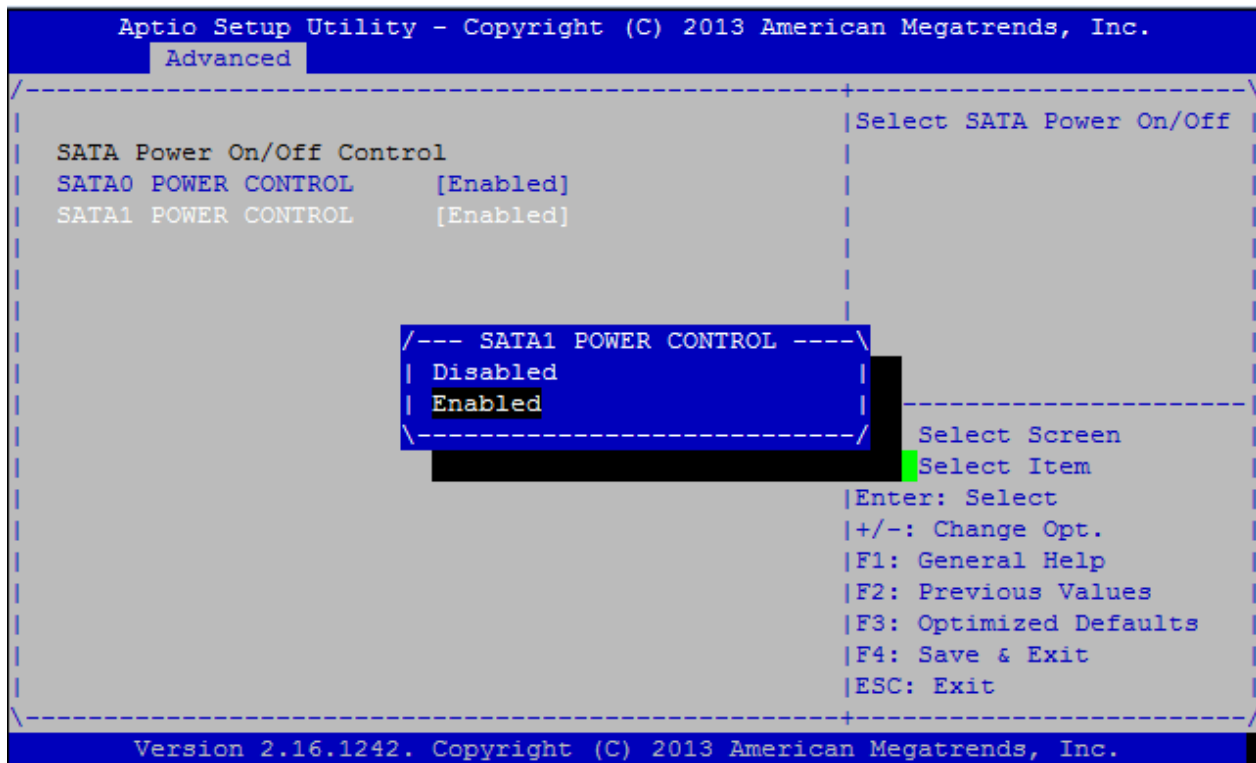 Aptio Setup Utility - Copyright (C) 2013 American Megatrends, Inc.
Advanced
Select SATA Power On/Off
SATA Power On/Off Control
SATA0 POWER CONTROL [Enabled]
SATA1 POWER CONTROL [Enabled]
SATA1 POWER CONTROL
Disabled
Enabled
Select Screen
Select Item
Enter: Select
+/-: Change Opt.
F1: General Help
F2: Previous Values
F3: Optimized Defaults
F4: Save & Exit
ESC: Exit
Version 2.16.1242. Copyright (C) 2013 American Megatrends, Inc.